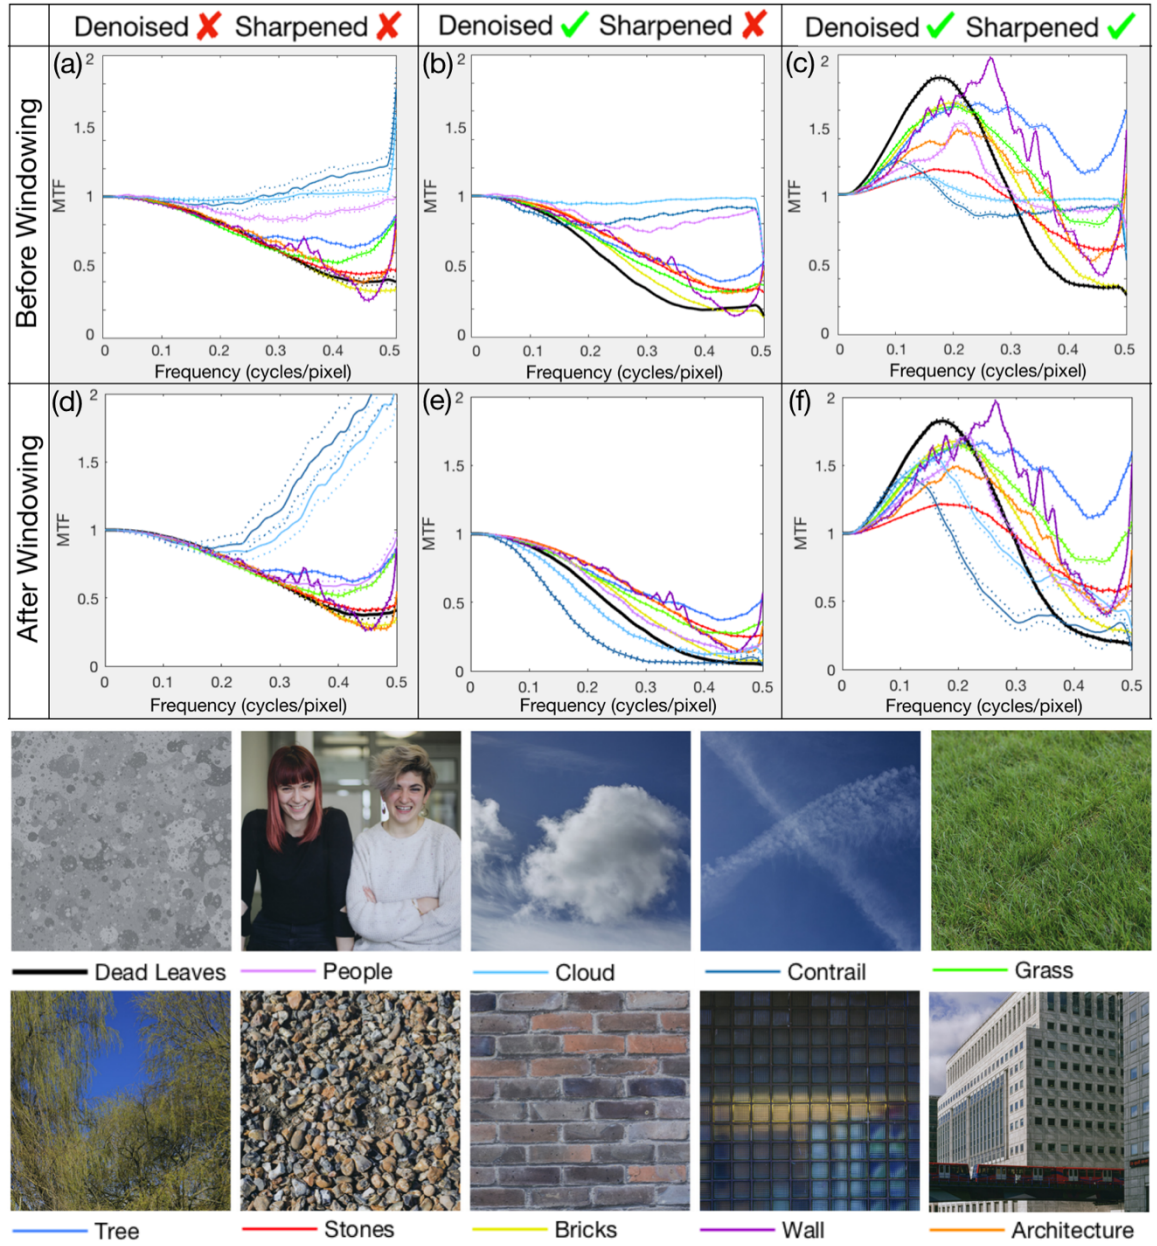 Denoised ✗ Sharpened ✗
Denoised ✓ Sharpened ✗
Denoised ✓ Sharpened ✓
Before Windowing
(a)
2
1.5
1
0.5
0
MTF
0 0.1 0.2 0.3 0.4 0.5
Frequency (cycles/pixel)
(b)
2
1.5
1
0.5
0
MTF
0 0.1 0.2 0.3 0.4 0.5
Frequency (cycles/pixel)
(c)
2
1.5
1
0.5
0
MTF
0 0.1 0.2 0.3 0.4 0.5
Frequency (cycles/pixel)
After Windowing
(d)
2
1.5
1
0.5
0
MTF
0 0.1 0.2 0.3 0.4 0.5
Frequency (cycles/pixel)
(e)
2
1.5
1
0.5
0
MTF
0 0.1 0.2 0.3 0.4 0.5
Frequency (cycles/pixel)
(f)
2
1.5
1
0.5
0
MTF
0 0.1 0.2 0.3 0.4 0.5
Frequency (cycles/pixel)
Dead Leaves
People
Cloud
Contrail
Grass
Tree
Stones
Bricks
Wall
Architecture